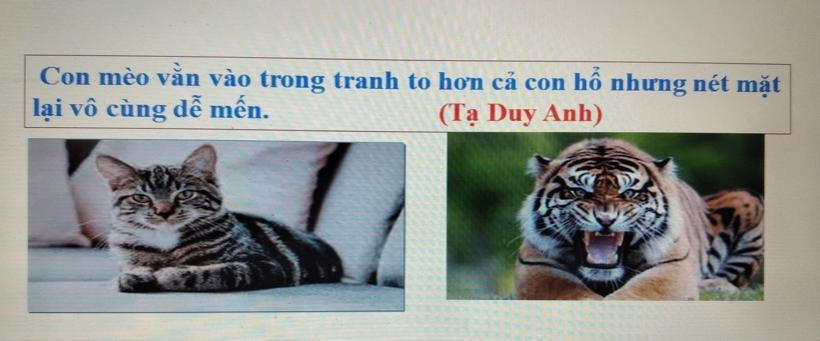 Con mèo vằn vào trong tranh to hơn cả con hổ nhưng nét mặt
lại vô cùng dễ mến. (Tạ Duy Anh)